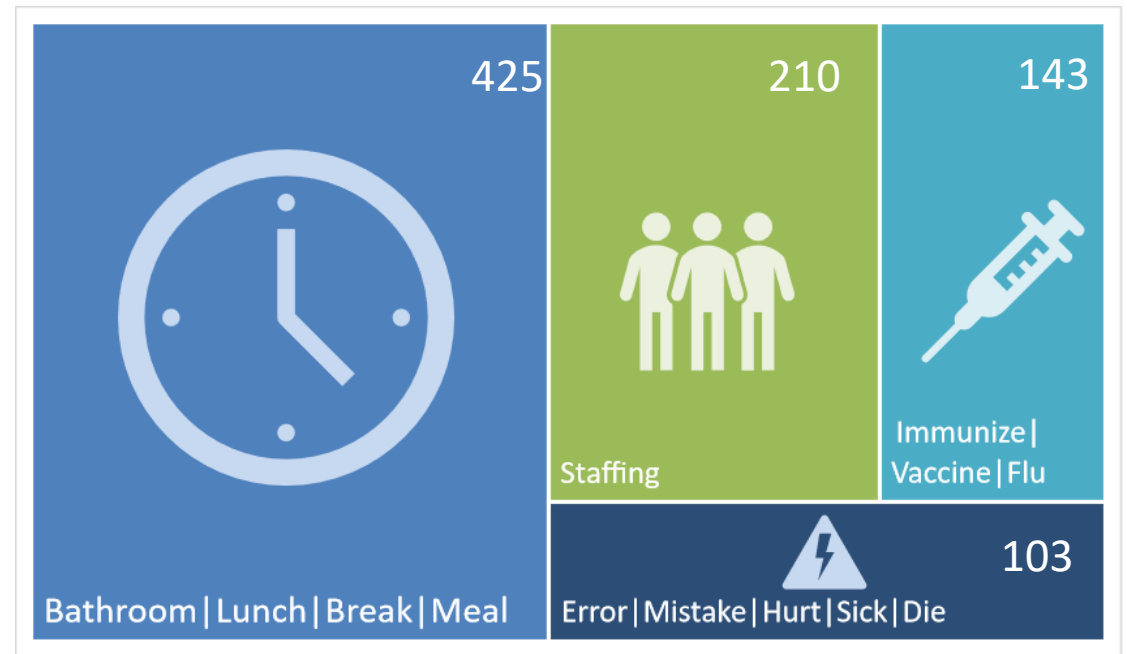 425
Bathroom|Lunch|Break|Meal
210
Staffing
143
Immunize|
Vaccine|Flu
103
Error|Mistake|Hurt|Sick|Die